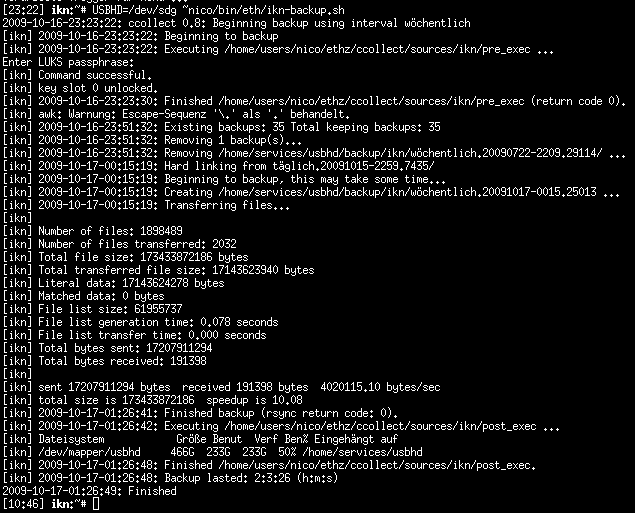 [23:22] ikn:~# USBHD=/dev/sdg ~nico/bin/eth/ikn-backup.sh
2009-10-16-23:23:22: ccollect 0.8: Beginning backup using interval wöchentlich
[ikn] 2009-10-16-23:23:22: Beginning to backup
[ikn] 2009-10-16-23:23:22: Executing /home/users/nico/ethz/ccollect/sources/ikn/pre_exec ...
Enter LUKS passphrase:
[ikn] Command successful.
[ikn] key slot 0 unlocked.
[ikn] 2009-10-16-23:23:30: Finished /home/users/nico/ethz/ccollect/sources/ikn/pre_exec (return code 0).
[ikn] awk: Warnung: Escape-Sequenz '\.' als '.' behandelt.
[ikn] 2009-10-16-23:51:32: Existing backups: 35 Total keeping backups: 35
[ikn] 2009-10-16-23:51:32: Removing 1 backup(s)...
[ikn] 2009-10-16-23:51:32: Removing /home/services/usbhd/backup/ikn/wöchentlich.20090722-2209.29114/ ...
[ikn] 2009-10-17-00:15:19: Hard linking from täglich.20091015-2259.7435/
[ikn] 2009-10-17-00:15:19: Beginning to backup, this may take some time...
[ikn] 2009-10-17-00:15:19: Creating /home/services/usbhd/backup/ikn/wöchentlich.20091017-0015.25013 ...
[ikn] 2009-10-17-00:15:19: Transferring files...
[ikn]
[ikn] Number of files: 1898489
[ikn] Number of files transferred: 2032
[ikn] Total file size: 173433872186 bytes
[ikn] Total transferred file size: 17143623940 bytes
[ikn] Literal data: 17143624278 bytes
[ikn] Matched data: 0 bytes
[ikn] File list size: 61955737
[ikn] File list generation time: 0.078 seconds
[ikn] File list transfer time: 0.000 seconds
[ikn] Total bytes sent: 17207911294
[ikn] Total bytes received: 191398
[ikn]
[ikn] sent 17207911294 bytes  received 191398 bytes  4020115.10 bytes/sec
[ikn] total size is 173433872186  speedup is 10.08
[ikn] 2009-10-17-01:26:41: Finished backup (rsync return code: 0).
[ikn] 2009-10-17-01:26:42: Executing /home/users/nico/ethz/ccollect/sources/ikn/post_exec ...
[ikn] Dateisystem           Größe Benut  Verf Ben% Eingehängt auf
[ikn] /dev/mapper/usbhd     466G  233G  233G  50% /home/services/usbhd
[ikn] 2009-10-17-01:26:48: Finished /home/users/nico/ethz/ccollect/sources/ikn/post_exec.
[ikn] 2009-10-17-01:26:48: Backup lasted: 2:3:26 (h:m:s)
2009-10-17-01:26:49: Finished
[10:46] ikn:~#